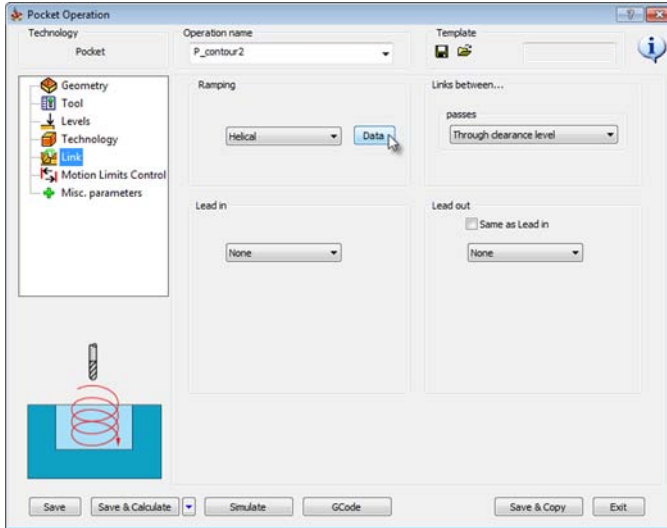 Pocket Operation
Technology
Pocket
Operation name
P_contour2
Template
Geometry
Tool
Levels
Technology
Link
Motion Limits Control
Misc. parameters
Ramping
Helical
Data
Links between...
passes
Through clearance level
Lead in
None
Lead out
Same as Lead in
None
Save
Save & Calculate
Simulate
GCode
Save & Copy
Exit